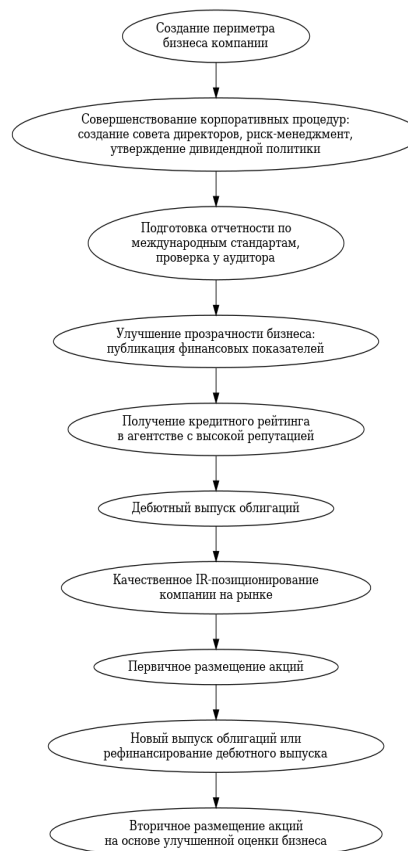 Создание периметра
бизнеса компании
Совершенствование корпоративных процедур:
создание совета директоров, риск-менеджмент,
утверждение дивидендной политики
Подготовка отчетности по
международным стандартам,
проверка у аудитора
Улучшение прозрачности бизнеса:
публикация финансовых показателей
Получение кредитного рейтинга
в агентстве с высокой репутацией
Дебютный выпуск облигаций
Качественное IR-позиционирование
компании на рынке
Первичное размещение акций
Новый выпуск облигаций или
рефинансирование дебютного выпуска
Вторичное размещение акций
на основе улучшенной оценки бизнеса